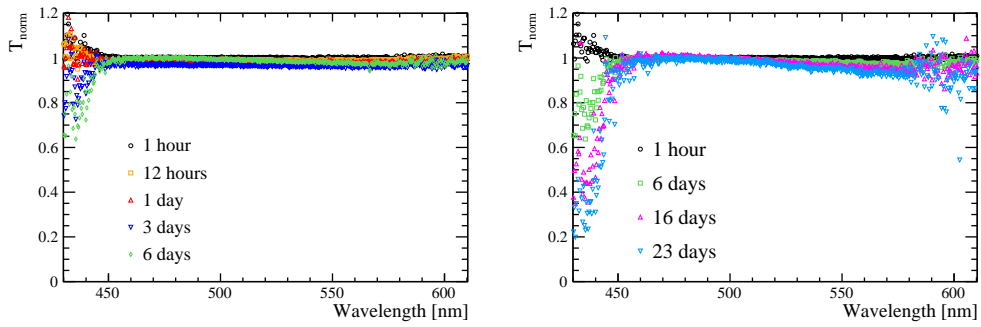 T_norm
1.2
1
0.8
0.6
0.4
0.2
0
1 hour
12 hours
1 day
3 days
6 days
450
500
550
600
Wavelength [nm]
T_norm
1.2
1
0.8
0.6
0.4
0.2
0
1 hour
6 days
16 days
23 days
450
500
550
600
Wavelength [nm]